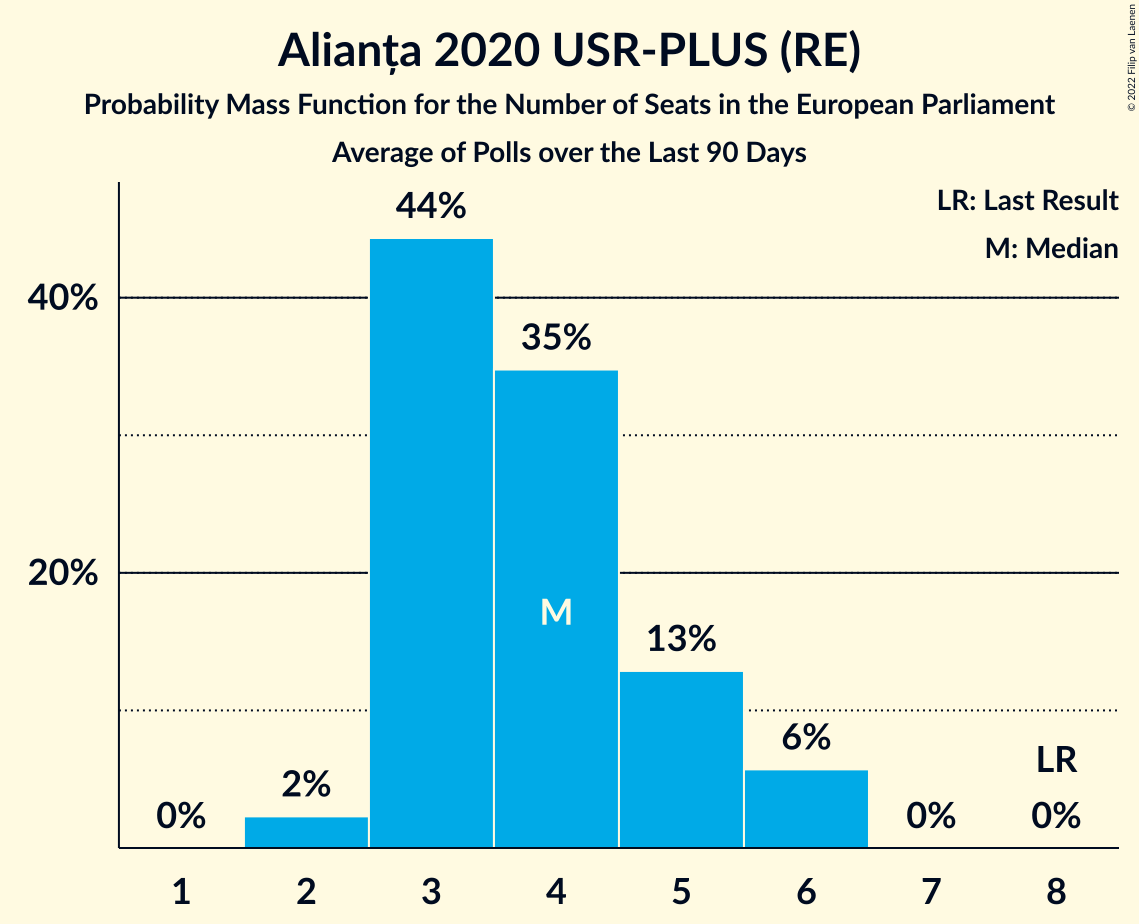 Alianța 2020 USR-PLUS (RE)
Probability Mass Function for the Number of Seats in the European Parliament
Average of Polls over the Last 90 Days
© 2022 Filip van Laenen
LR: Last Result
M: Median
44%
40%
35%
20%
M
13%
6%
2%
LR
0%
0%
0%
1 2 3 4 5 6 7 8